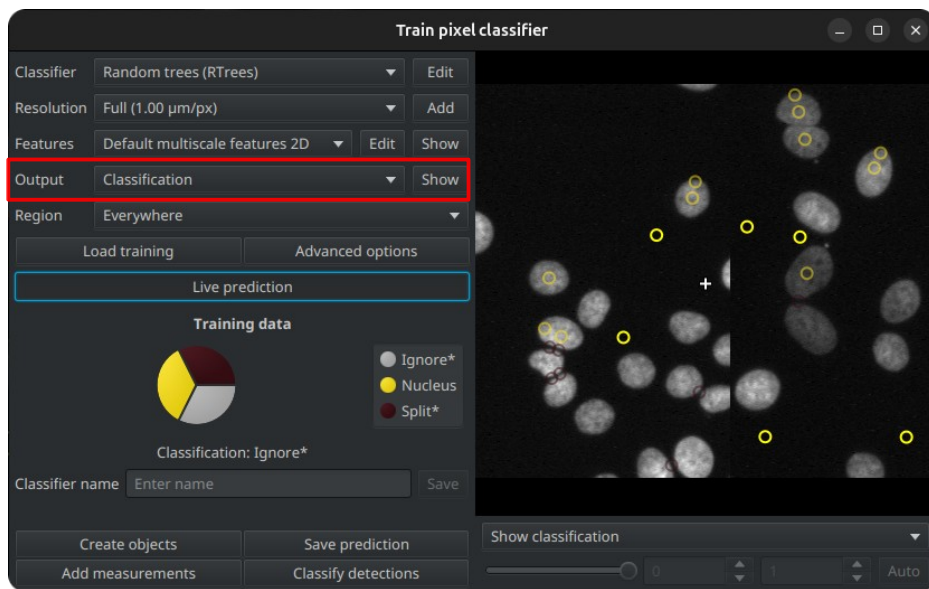 Train pixel classifier
Classifier Random trees (RTrees) Edit
Resolution Full (1.00 µm/px) Add
Features Default multiscale features 2D Edit Show
Output Classification Show
Region Everywhere
Load training Advanced options
Live prediction
Training data
Ignore*
Nucleus
Split*
Classification: Ignore*
Classifier name Enter name Save
Create objects Save prediction
Add measurements Classify detections
Show classification
0 1 Auto